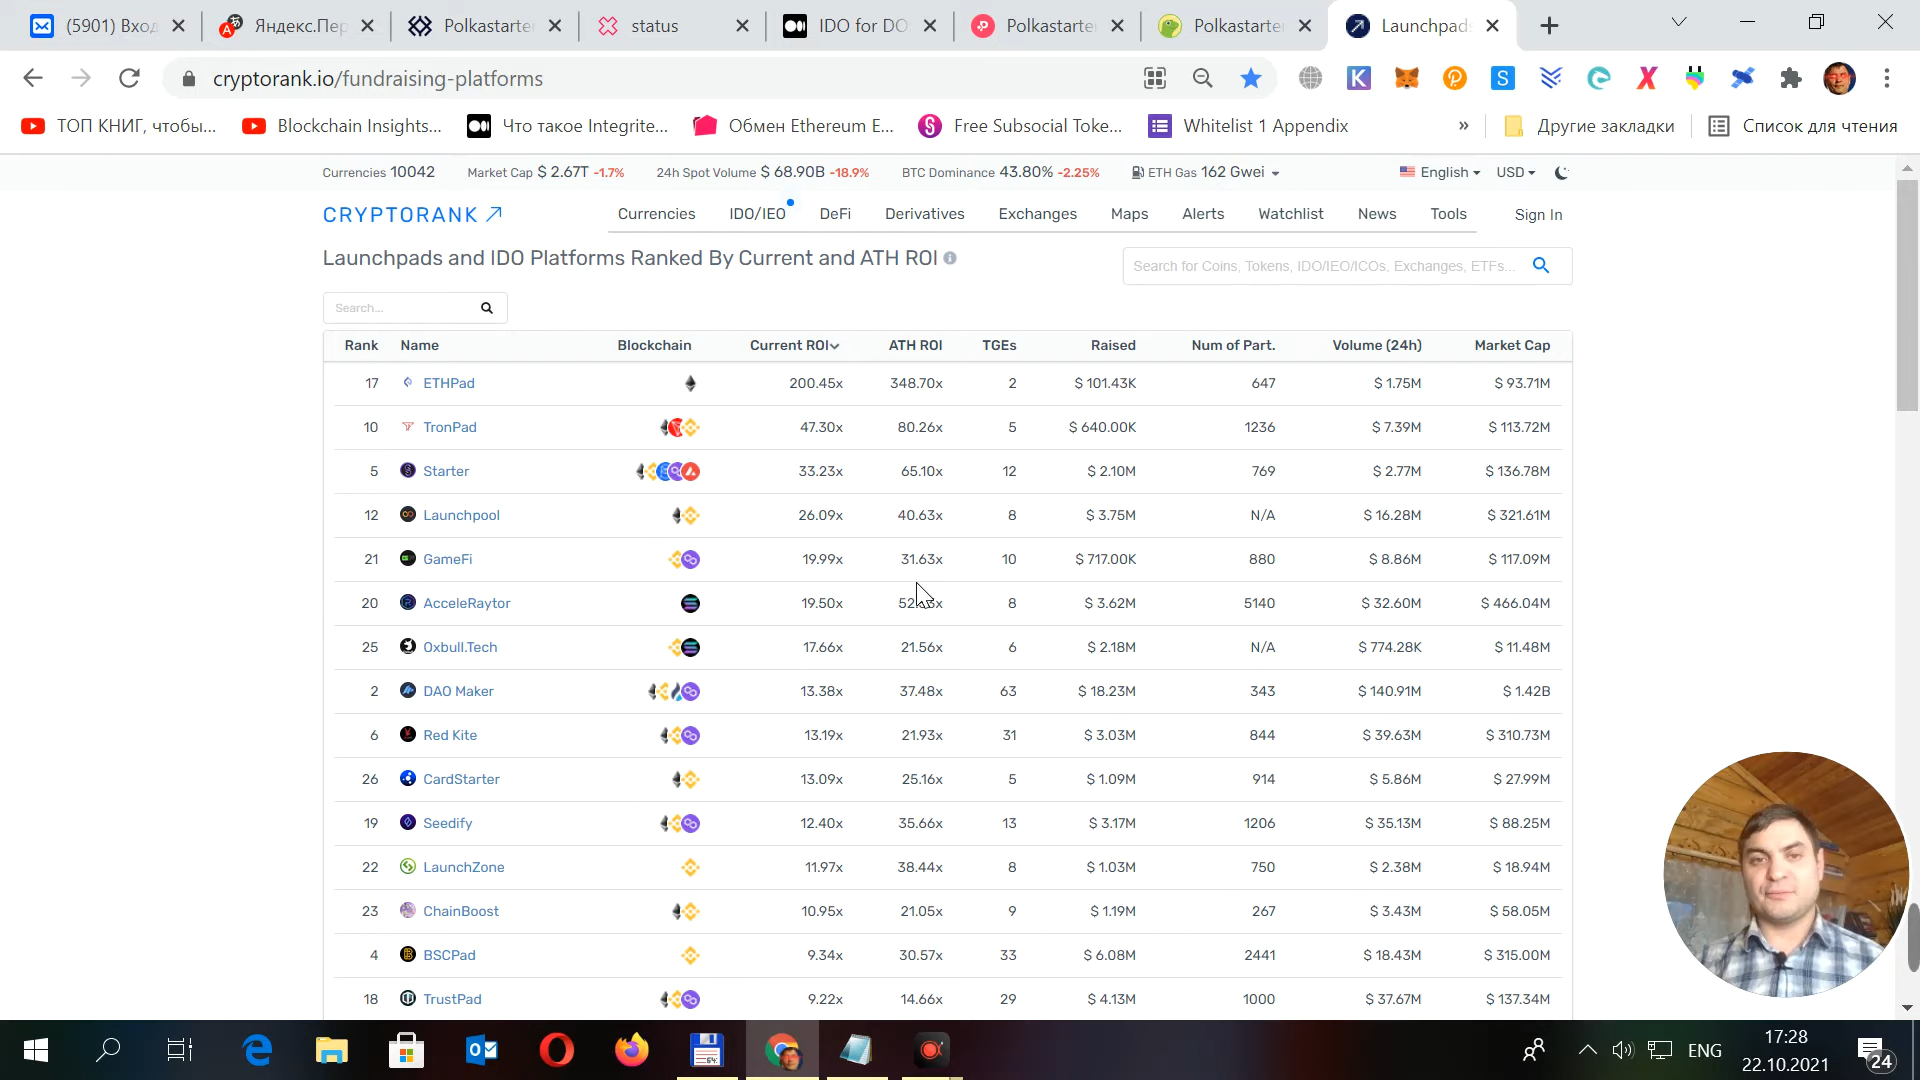 (5901) Вход
Яндекс.Пер
Polkastarte
status
IDO for DO
Polkastarte
Polkastarte
Launchpads
cryptorank.io/fundraising-platforms
ТОП КНИГ, чтобы...
Blockchain Insights...
Что такое Integrite...
Обмен Ethereum E...
Free Subsocial Toke...
Whitelist 1 Appendix
»
Другие закладки
Список для чтения
Currencies 10042
Market Cap $ 2.67T -1.7%
24h Spot Volume $ 68.90B -18.9%
BTC Dominance 43.80% -2.25%
ETH Gas 162 Gwei
English
USD
CRYPTORANK
Currencies
IDO/IEO
DeFi
Derivatives
Exchanges
Maps
Alerts
Watchlist
News
Tools
Sign In
Launchpads and IDO Platforms Ranked By Current and ATH ROI
Search for Coins, Tokens, IDO/IEO/ICOs, Exchanges, ETFs...
Search...
Rank Name Blockchain Current ROI ATH ROI TGEs Raised Num of Part. Volume (24h) Market Cap
17 ETHPad 200.45x 348.70x 2 $ 101.43K 647 $ 1.75M $ 93.71M
10 TronPad 47.30x 80.26x 5 $ 640.00K 1236 $ 7.39M $ 113.72M
5 Starter 33.23x 65.10x 12 $ 2.10M 769 $ 2.77M $ 136.78M
12 Launchpool 26.09x 40.63x 8 $ 3.75M N/A $ 16.28M $ 321.61M
21 GameFi 19.99x 31.63x 10 $ 717.00K 880 $ 8.86M $ 117.09M
20 AcceleRaytor 19.50x 8 $ 3.62M 5140 $ 32.60M $ 466.04M
25 Oxbull.Tech 17.66x 21.56x 6 $ 2.18M N/A $ 774.28K $ 11.48M
2 DAO Maker 13.38x 37.48x 63 $ 18.23M 343 $ 140.91M $ 1.42B
6 Red Kite 13.19x 21.93x 31 $ 3.03M 844 $ 39.63M $ 310.73M
26 CardStarter 13.09x 25.16x 5 $ 1.09M 914 $ 5.86M $ 27.99M
19 Seedify 12.40x 35.66x 13 $ 3.17M 1206 $ 35.13M $ 88.25M
22 LaunchZone 11.97x 38.44x 8 $ 1.03M 750 $ 2.38M $ 18.94M
23 ChainBoost 10.95x 21.05x 9 $ 1.19M 267 $ 3.43M $ 58.05M
4 BSCPad 9.34x 30.57x 33 $ 6.08M 2441 $ 18.43M $ 315.00M
18 TrustPad 9.22x 14.66x 29 $ 4.13M 1000 $ 37.67M $ 137.34M
ENG
17:28
22.10.2021
24